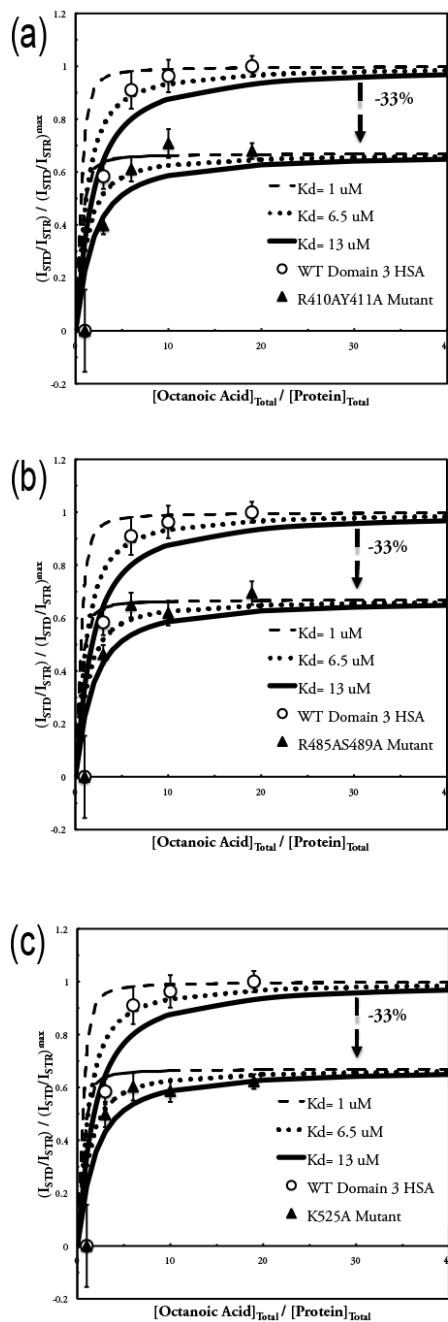 (a)
1.2
1
0.8
0.6
0.4
0.2
0
-0.2
10
20
30
40
(I_STD/I_STR) / (I_STD/I_STR)^max
-33%
Kd= 1 uM
Kd= 6.5 uM
Kd= 13 uM
WT Domain 3 HSA
R410AY411A Mutant
[Octanoic Acid]_Total / [Protein]_Total
(b)
1.2
1
0.8
0.6
0.4
0.2
0
-0.2
0
10
20
30
40
(I_STD/I_STR) / (I_STD/I_STR)^max
-33%
Kd= 1 uM
Kd= 6.5 uM
Kd= 13 uM
WT Domain 3 HSA
R485AS489A Mutant
[Octanoic Acid]_Total / [Protein]_Total
(c)
1.2
1
0.8
0.6
0.4
0.2
0
-0.2
0
10
20
30
40
(I_STD/I_STR) / (I_STD/I_STR)^max
-33%
Kd= 1 uM
Kd= 6.5 uM
Kd= 13 uM
WT Domain 3 HSA
K525A Mutant
[Octanoic Acid]_Total / [Protein]_Total